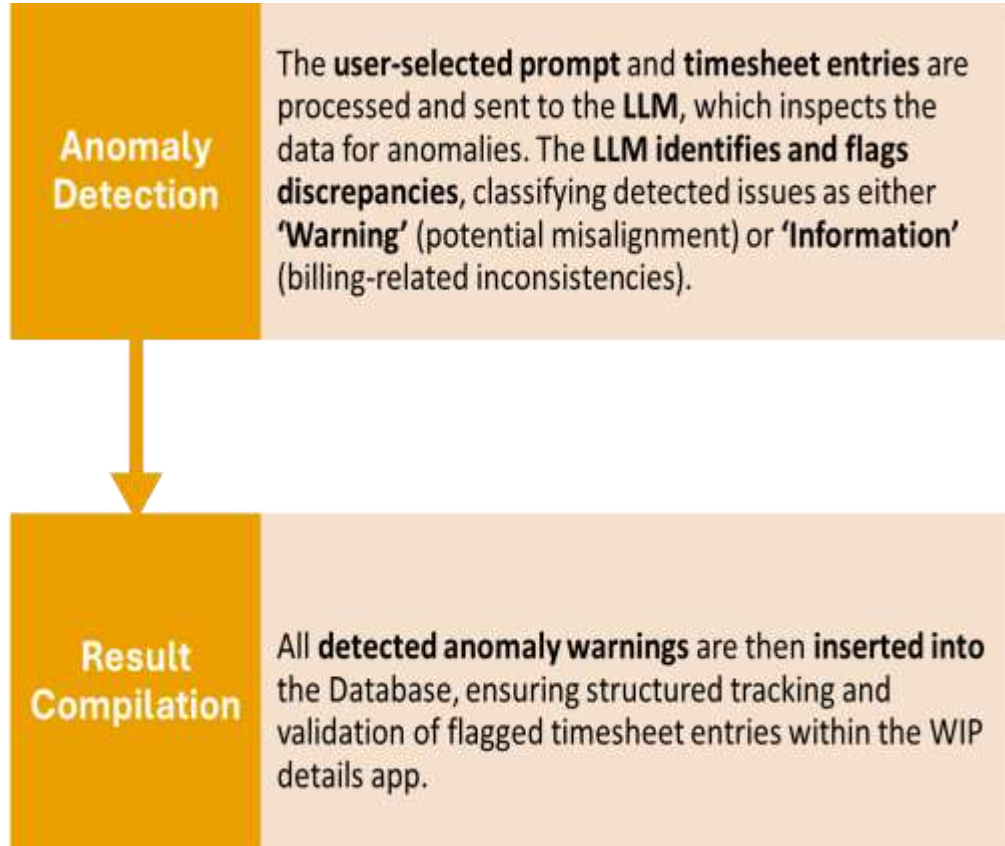 Anomaly
Detection
The user-selected prompt and timesheet entries are
processed and sent to the LLM, which inspects the
data for anomalies. The LLM identifies and flags
discrepancies, classifying detected issues as either
‘Warning’ (potential misalignment) or ‘Information’
(billing-related inconsistencies).
Result
Compilation
All detected anomaly warnings are then inserted into
the Database, ensuring structured tracking and
validation of flagged timesheet entries within the WIP
details app.